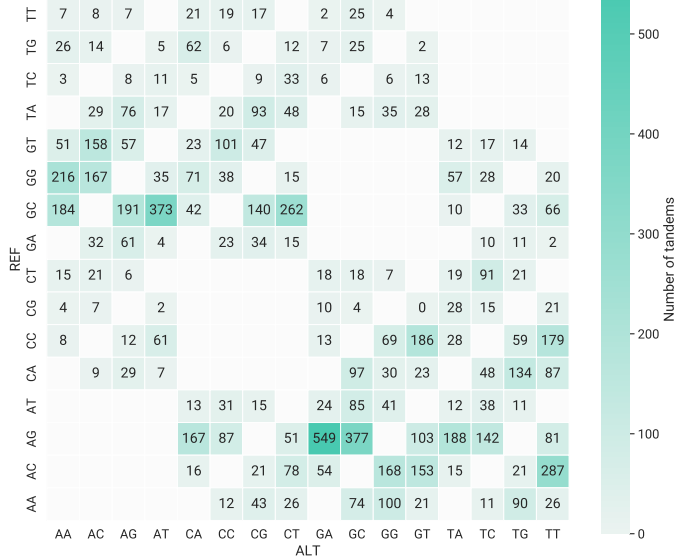 TT 7 8 7 21 19 17 2 25 4
TG 26 14 5 62 6 12 7 25 2
TC 3 8 11 5 9 33 6 6 13
TA 29 76 17 20 93 48 15 35 28
GT 51 158 57 23 101 47 12 17 14
GG 216 167 35 71 38 15 57 28 20
GC 184 191 373 42 140 262 10 33 66
GA 32 61 4 23 34 15 10 11 2
CT 15 21 6 18 18 7 19 91 21
CG 4 7 2 10 4 0 28 15 21
CC 8 12 61 13 69 186 28 59 179
CA 9 29 7 97 30 23 48 134 87
AT 13 31 15 24 85 41 12 38 11
AG 167 87 51 549 377 103 188 142 81
AC 16 21 78 54 168 153 15 21 287
AA 12 43 26 74 100 21 11 90 26
AA AC AG AT CA CC CG CT GA GC GG GT TA TC TG TT
ALT
REF
500
400
300
200
100
0
Number of tandems